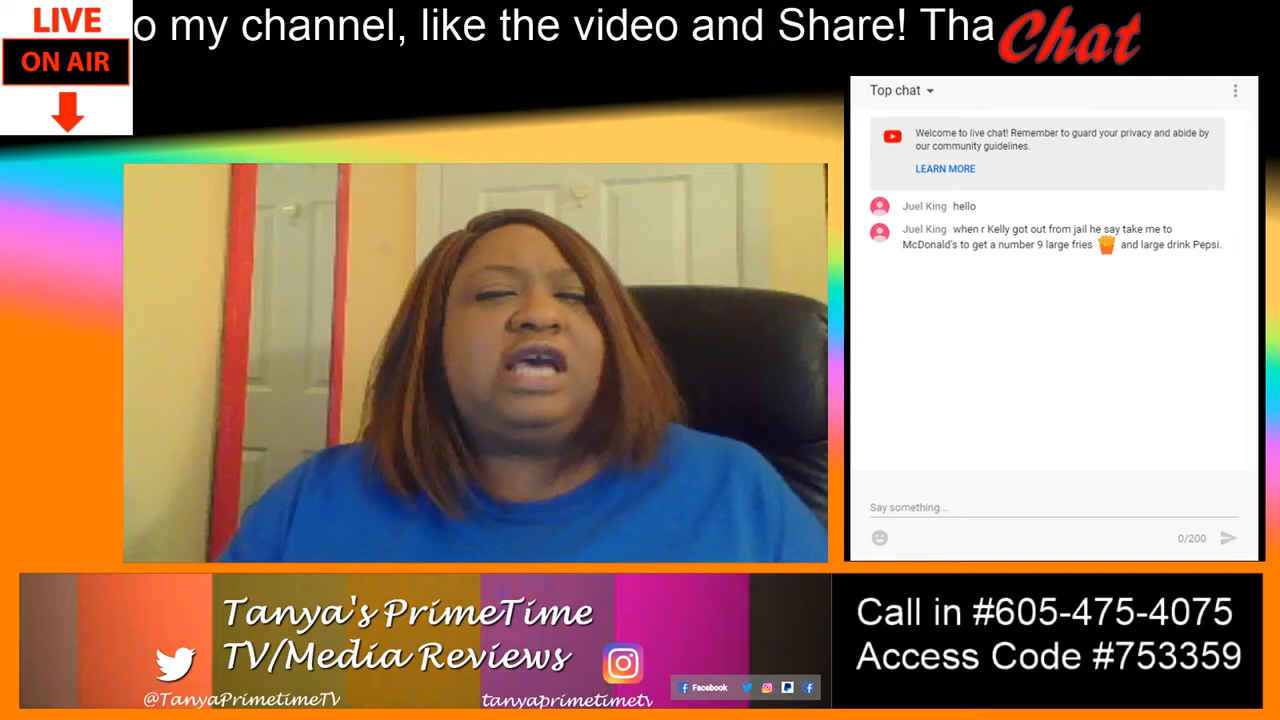 LIVE
ON AIR
o my channel, like the video and Share! Tha
Chat
Top chat
Welcome to live chat! Remember to guard your privacy and abide by
our community guidelines.
LEARN MORE
Juel King hello
Juel King when r Kelly got out from jail he say take me to
McDonald's to get a number 9 large fries 🍟 and large drink Pepsi.
Say something...
0/200
Tanya's PrimeTime
TV/Media Reviews
@TanyaPrimetimeTV
tanyaprimetimetv
Facebook
Call in #605-475-4075
Access Code #753359